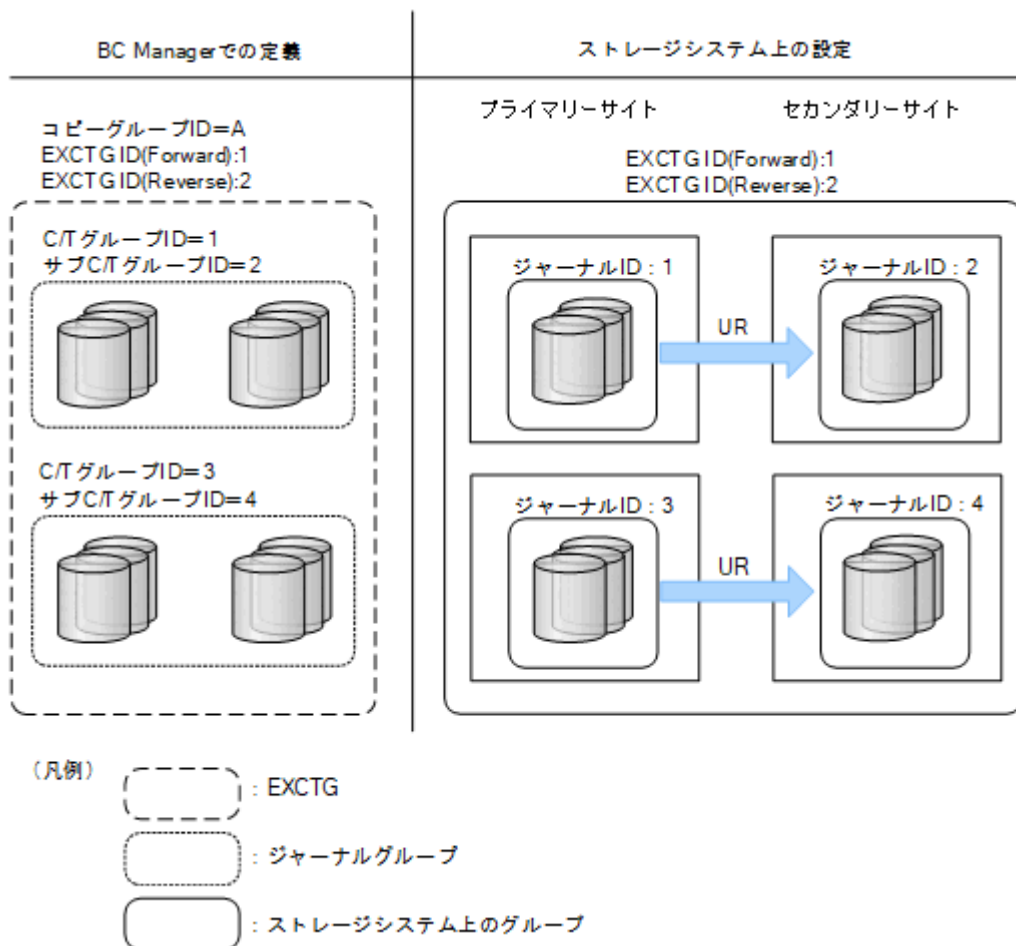 BC Managerでの定義
ストレージシステム上の設定
プライマリーサイト
セカンダリーサイト
コピーグループID=A
EXCTGID(Forward):1
EXCTGID(Reverse):2
EXCTGID(Forward):1
EXCTGID(Reverse):2
C/TグループID=1
サブC/TグループID=2
ジャーナルID:1
ジャーナルID:2
UR
C/TグループID=3
サブC/TグループID=4
ジャーナルID:3
ジャーナルID:4
UR
(凡例)
: EXCTG
: ジャーナルグループ
: ストレージシステム上のグループ